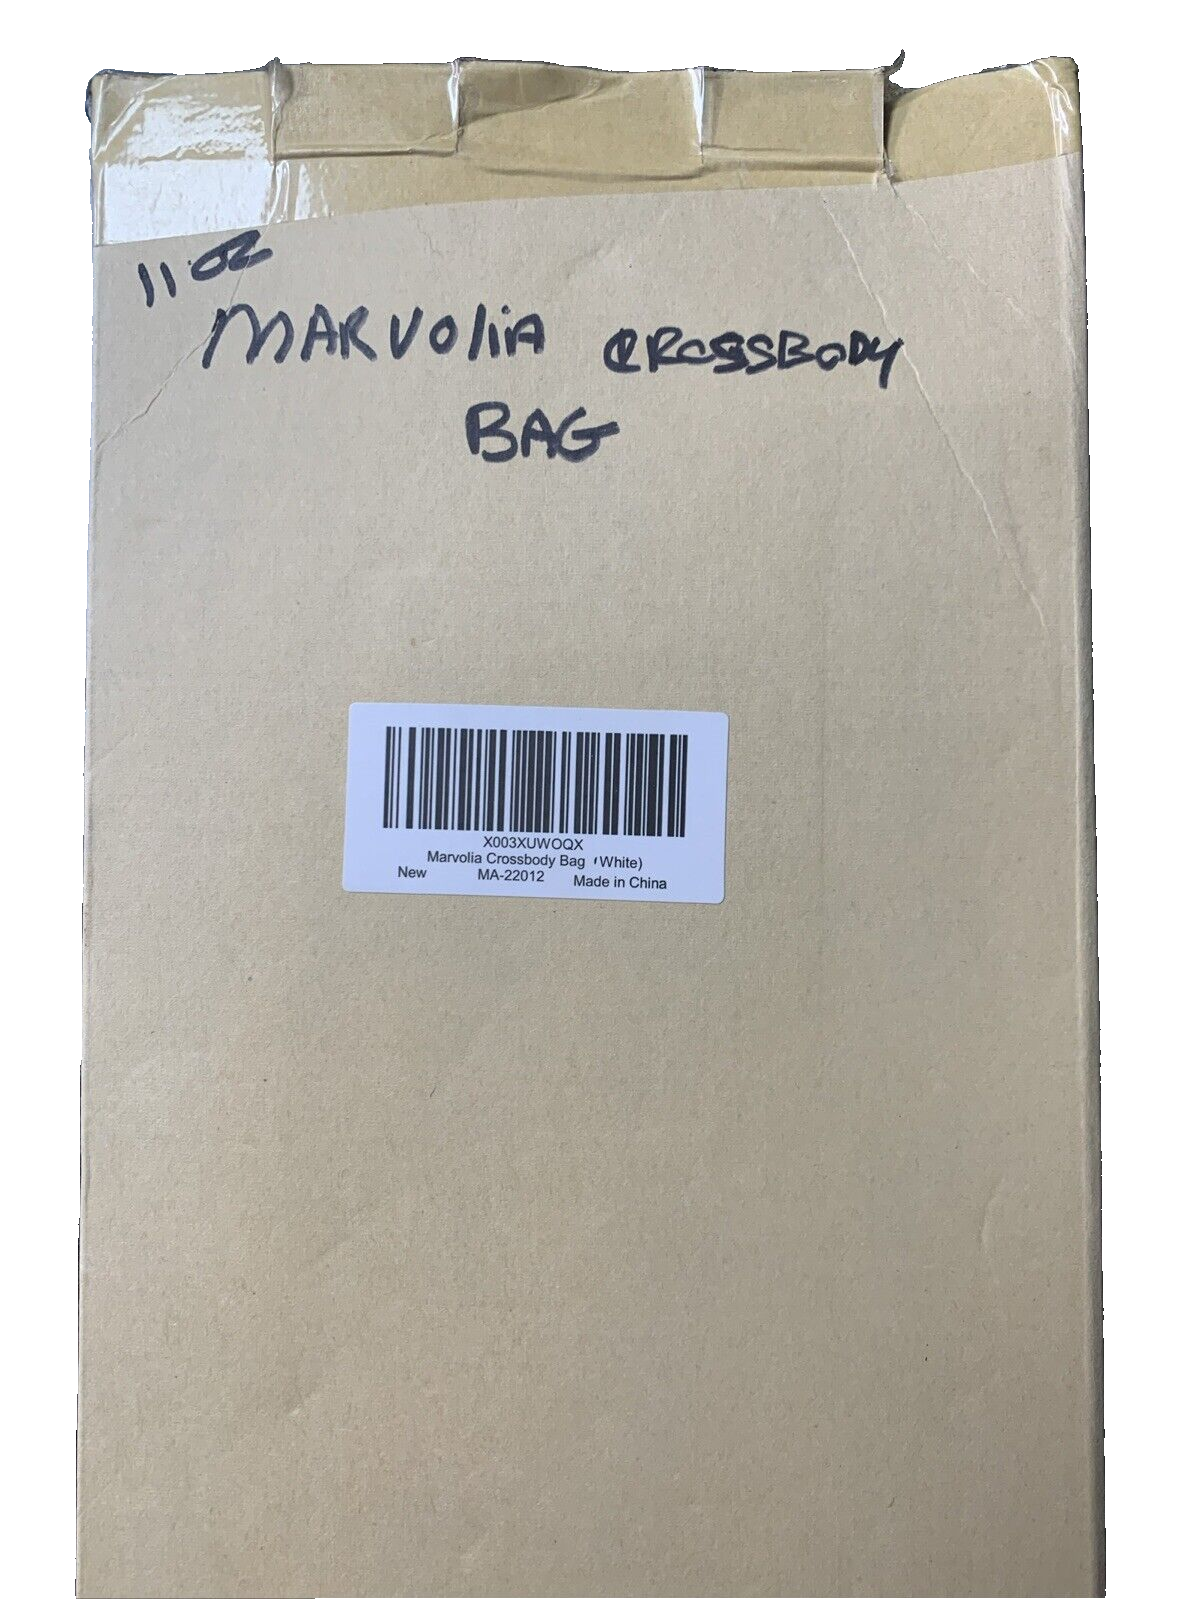 11 oz
MARVOliA CROSSBODY
BAG
X003XUWOQX
Marvolia Crossbody Bag (White)
New MA-22012 Made in China